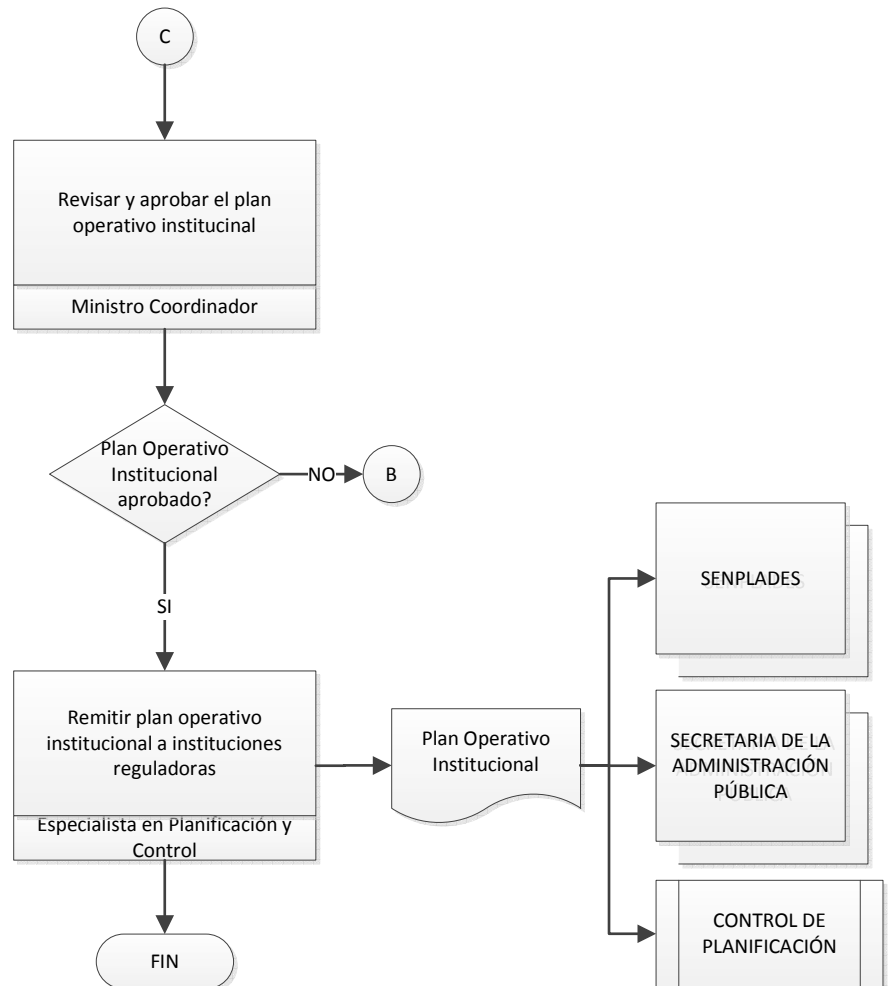 C
Revisar y aprobar el plan
operativo institucinal
Ministro Coordinador
Plan Operativo
Institucional
aprobado?
NO
B
SI
Remitir plan operativo
institucional a instituciones
reguladoras
Especialista en Planificación y
Control
Plan Operativo
Institucional
SENPLADES
SECRETARIA DE LA
ADMINISTRACIÓN
PÚBLICA
CONTROL DE
PLANIFICACIÓN
FIN